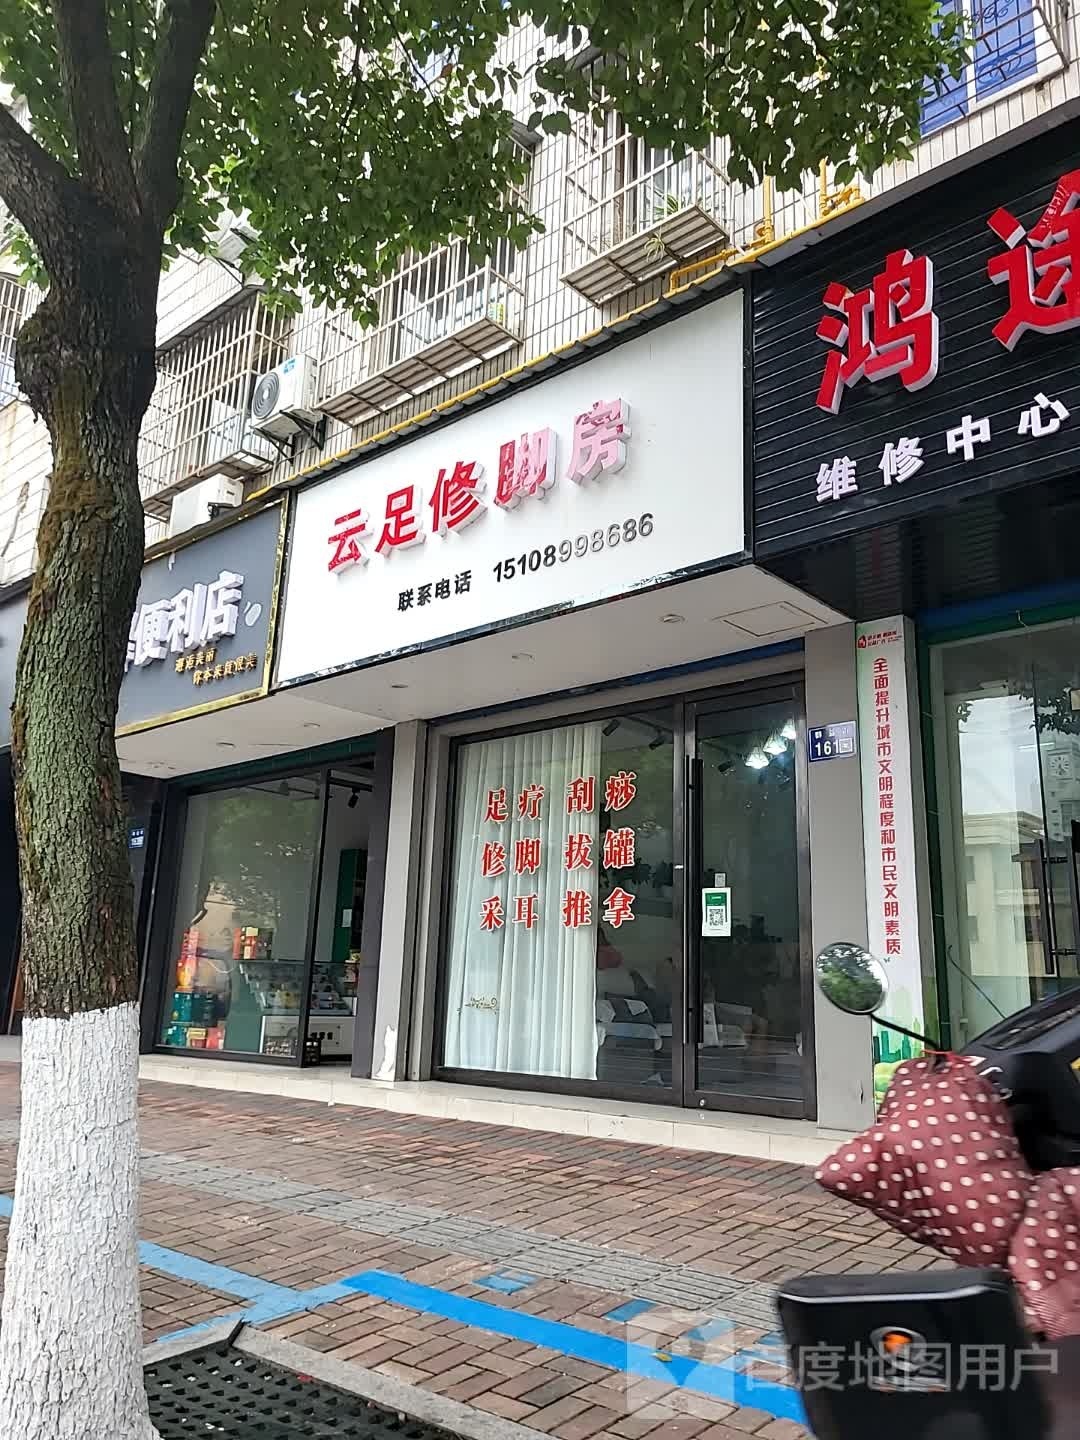 云足修脚房
联系电话 15108998686
鸿途
维修中心
便利店
足疗 刮痧
修脚 拔罐
采耳 推拿
161
全面提升城市文明程度和市民文明素质
百度地图用户